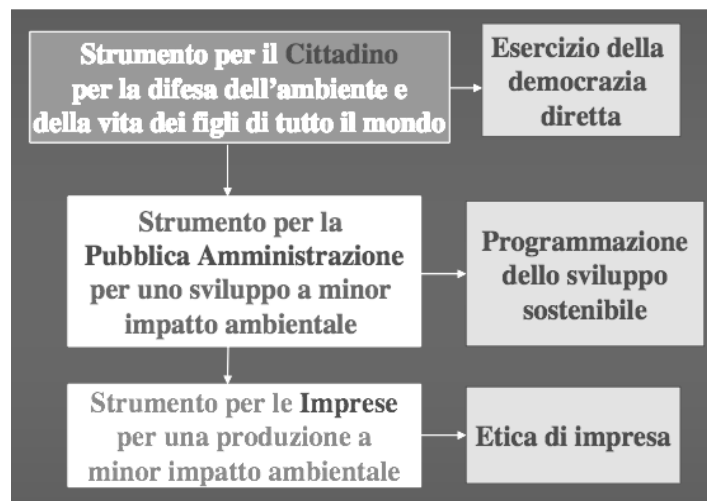 Strumento per il Cittadino
per la difesa dell'ambiente e
della vita dei figli di tutto il mondo
Esercizio della
democrazia
diretta
Strumento per la
Pubblica Amministrazione
per uno sviluppo a minor
impatto ambientale
Programmazione
dello sviluppo
sostenibile
Strumento per le Imprese
per una produzione a
minor impatto ambientale
Etica di impresa